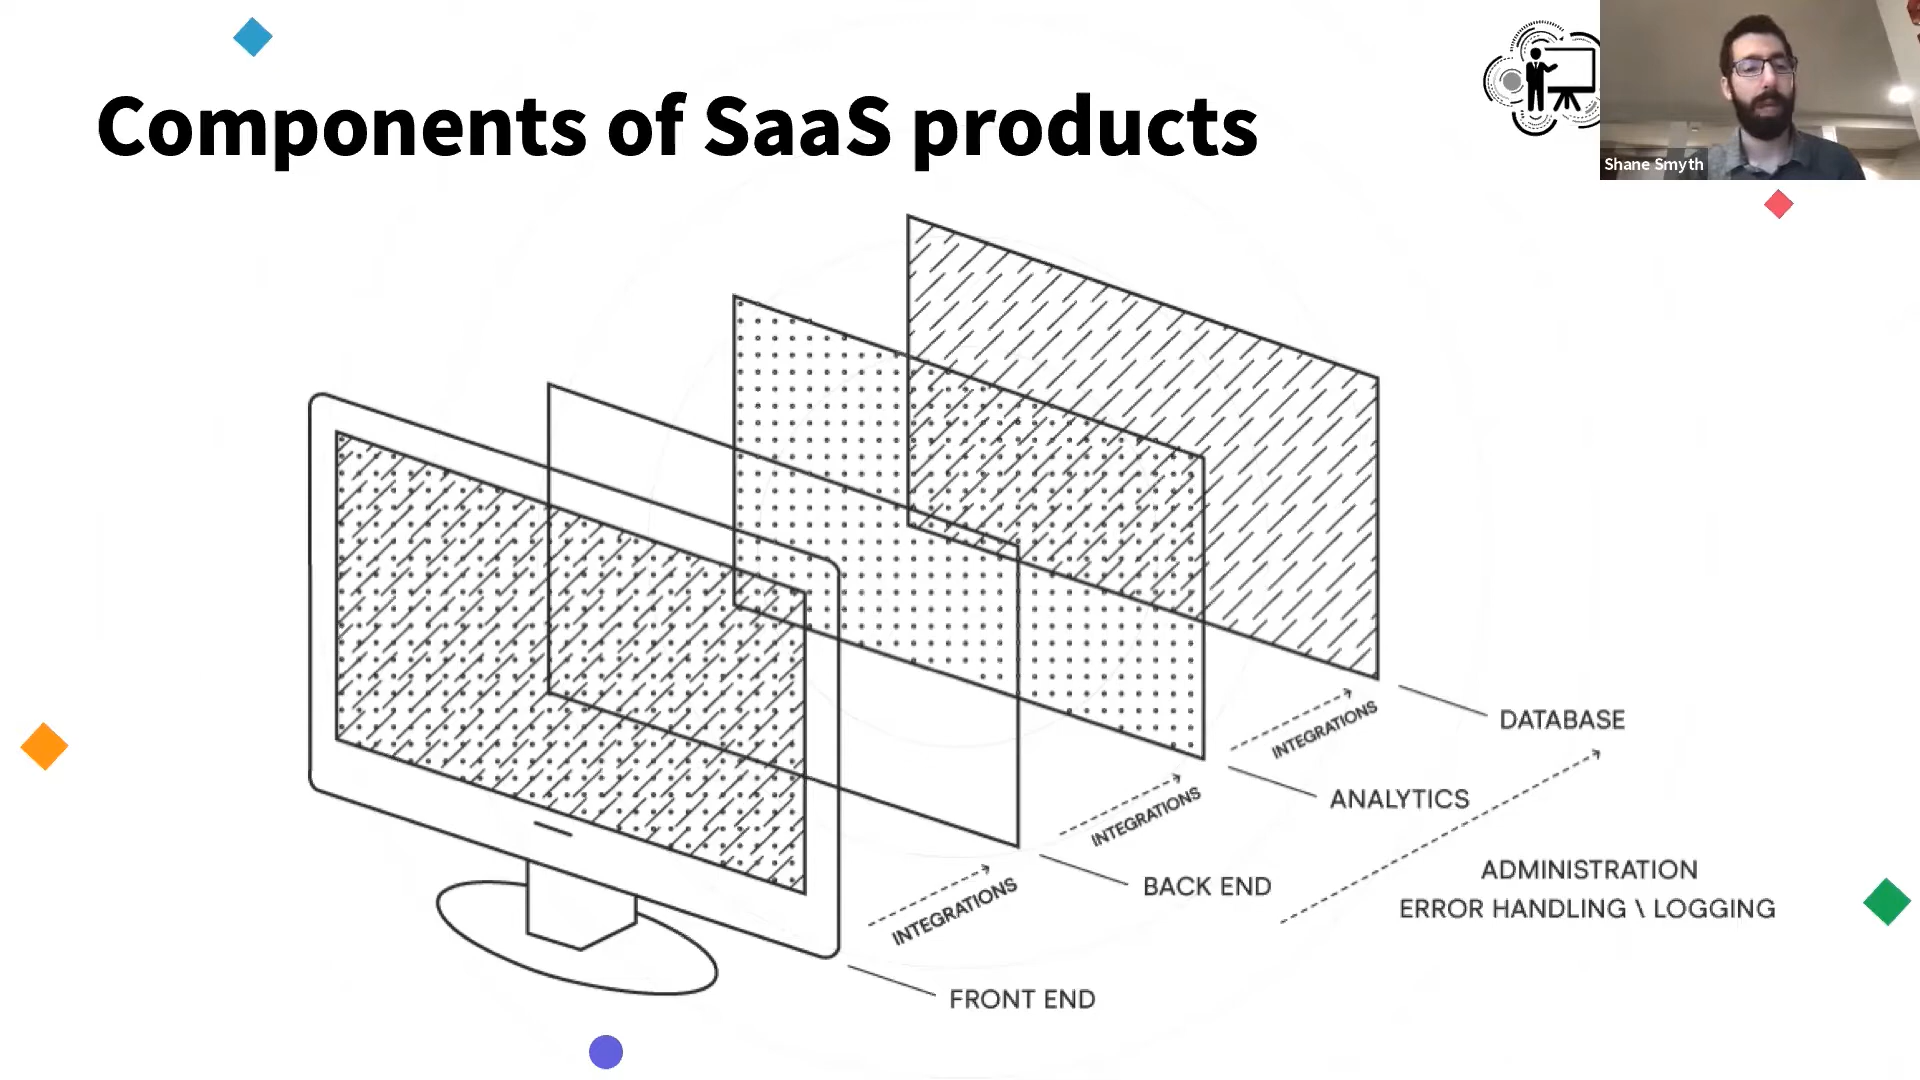 Components of SaaS products
Shane Smyth
DATABASE
INTEGRATIONS
ANALYTICS
INTEGRATIONS
BACK END
INTEGRATIONS
ADMINISTRATION
ERROR HANDLING \ LOGGING
FRONT END